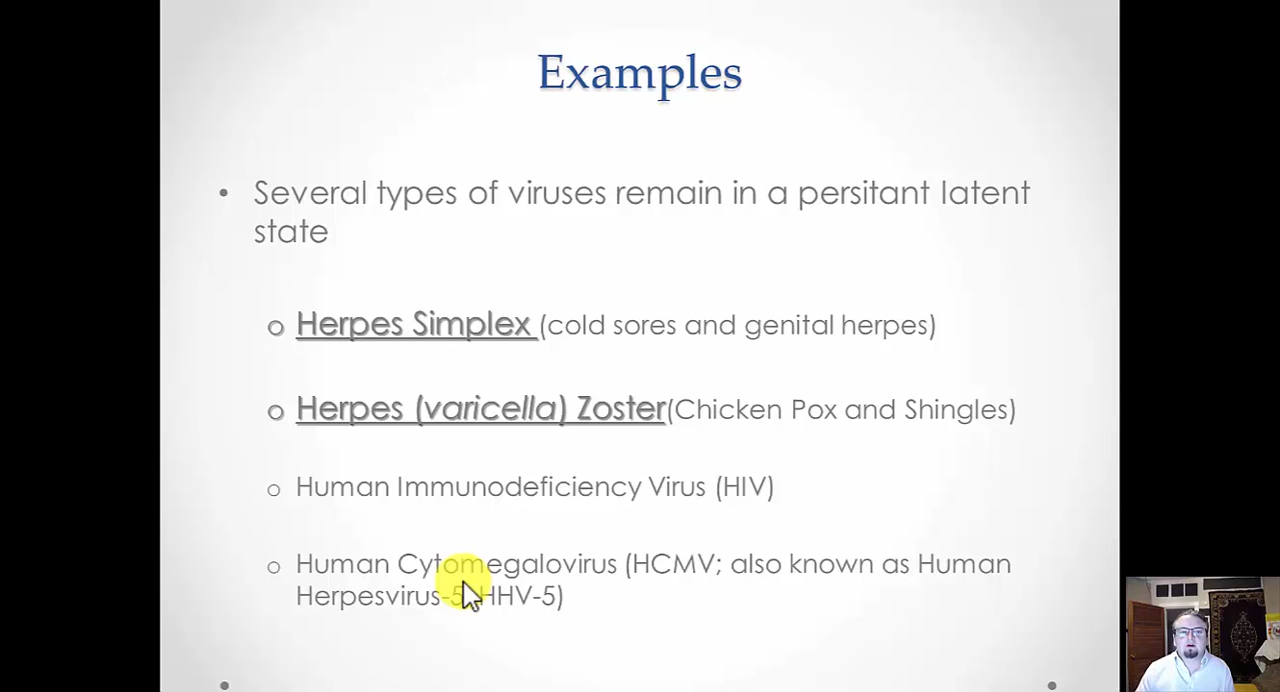 Examples
• Several types of viruses remain in a persitant latent
state
o Herpes Simplex (cold sores and genital herpes)
o Herpes (varicella) Zoster(Chicken Pox and Shingles)
o Human Immunodeficiency Virus (HIV)
o Human Cytomegalovirus (HCMV; also known as Human
Herpesvirus-5 HHV-5)